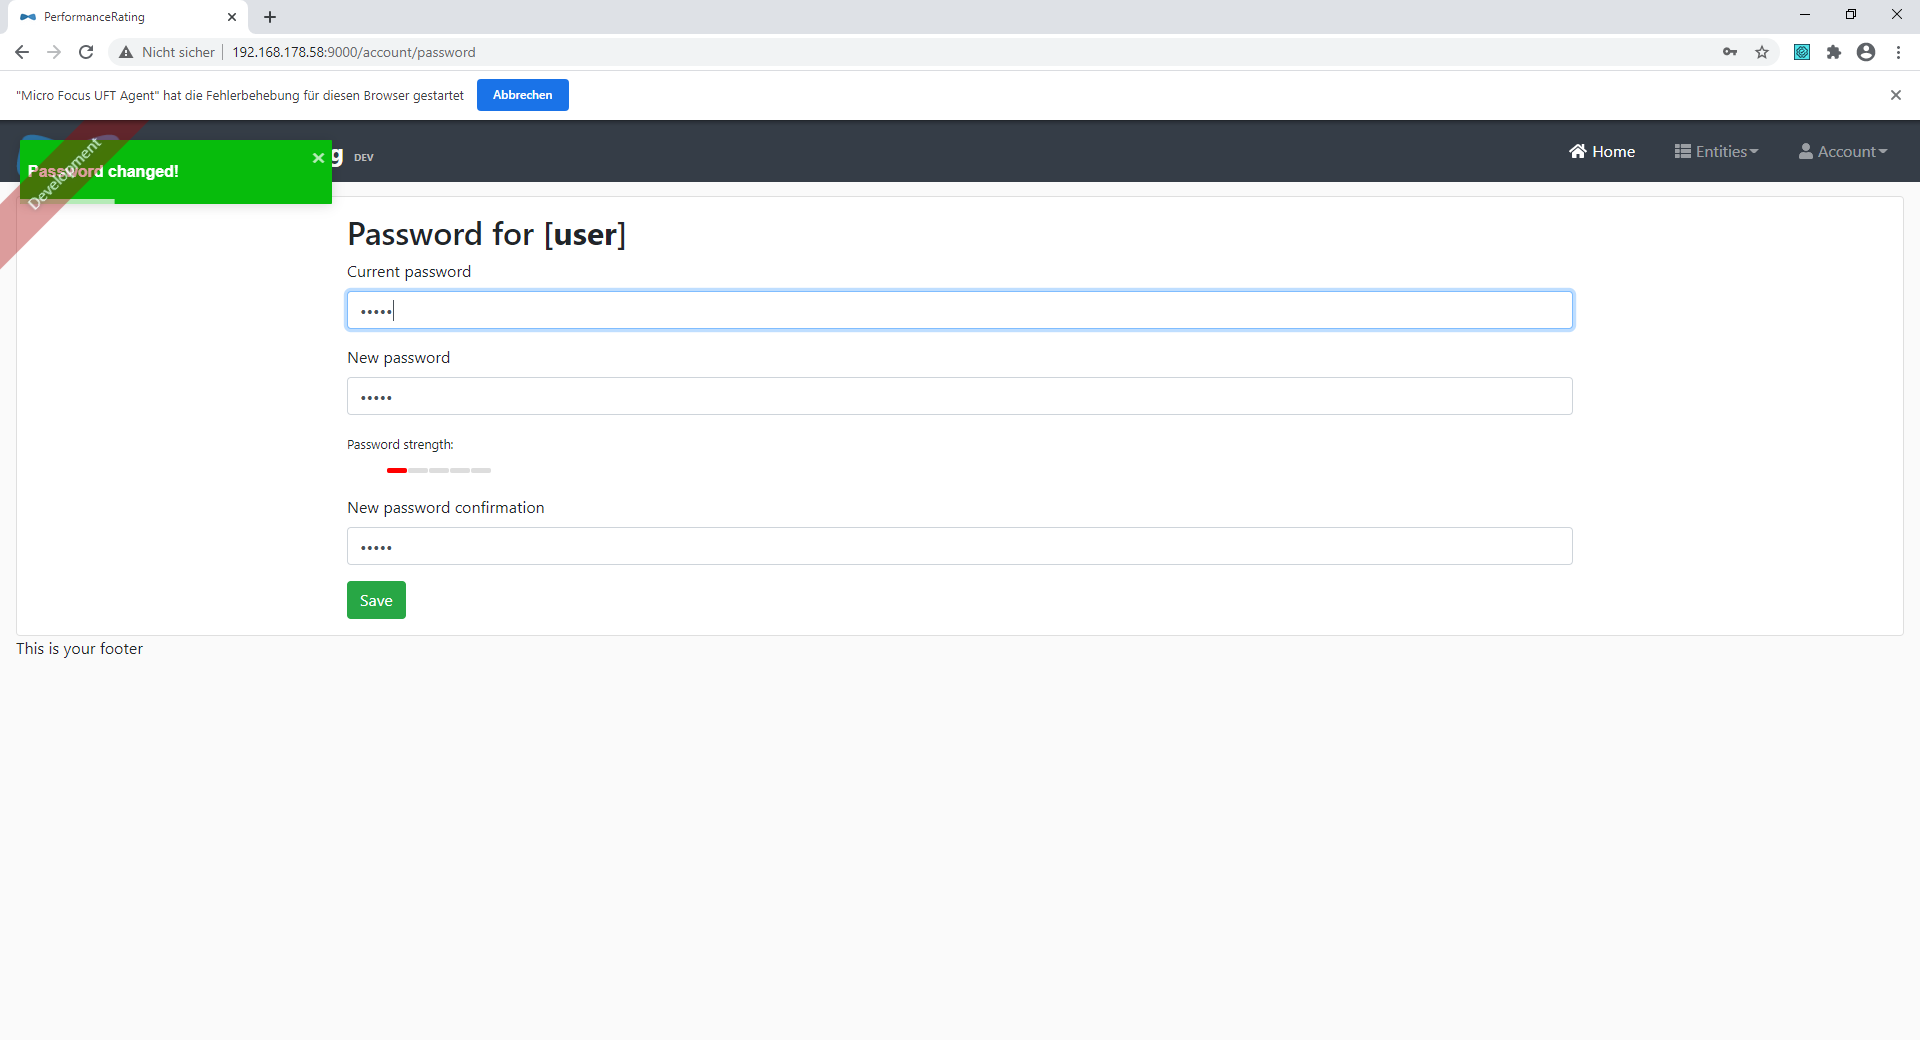 PerformanceRating
Nicht sicher 192.168.178.58:9000/account/password
"Micro Focus UFT Agent" hat die Fehlerbehebung für diesen Browser gestartet Abbrechen
Development
Password changed!
g DEV
Home Entities Account
Password for [user]
Current password
•••••
New password
•••••
Password strength:
New password confirmation
•••••
Save
This is your footer